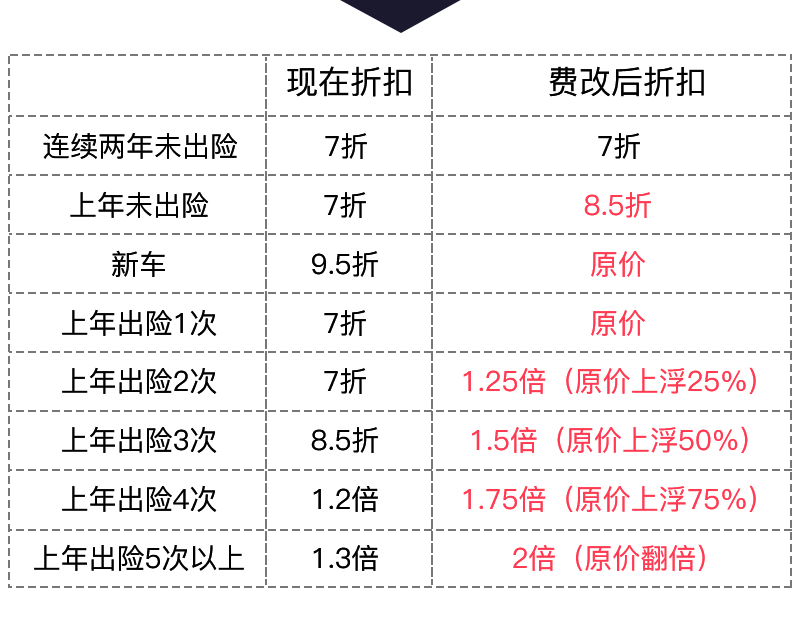 现在折扣 费改后折扣
连续两年未出险 7折 7折
上年未出险 7折 8.5折
新车 9.5折 原价
上年出险1次 7折 原价
上年出险2次 7折 1.25倍（原价上浮25%）
上年出险3次 8.5折 1.5倍（原价上浮50%）
上年出险4次 1.2倍 1.75倍（原价上浮75%）
上年出险5次以上 1.3倍 2倍（原价翻倍）